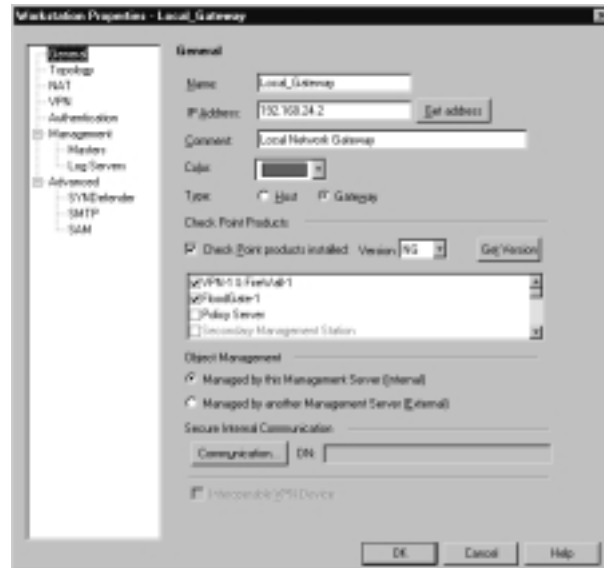 Workstation Properties - Local_Gateway
General
Topology
NAT
VPN
Authentication
Management
Masters
Log Servers
Advanced
SYNDefender
SMTP
SAM
General
Name: Local_Gateway
IP Address: 192.168.24.2 Get address
Comment: Local Network Gateway
Color:
Type: Host Gateway
Check Point Products
Check Point products installed: Version NG Get Version
VPN-1 & FireWall-1
FloodGate-1
Policy Server
Secondary Management Station
Object Management
Managed by this Management Server (Internal)
Managed by another Management Server (External)
Secure Internal Communication
Communication... DN:
Interoperable VPN Device
OK Cancel Help